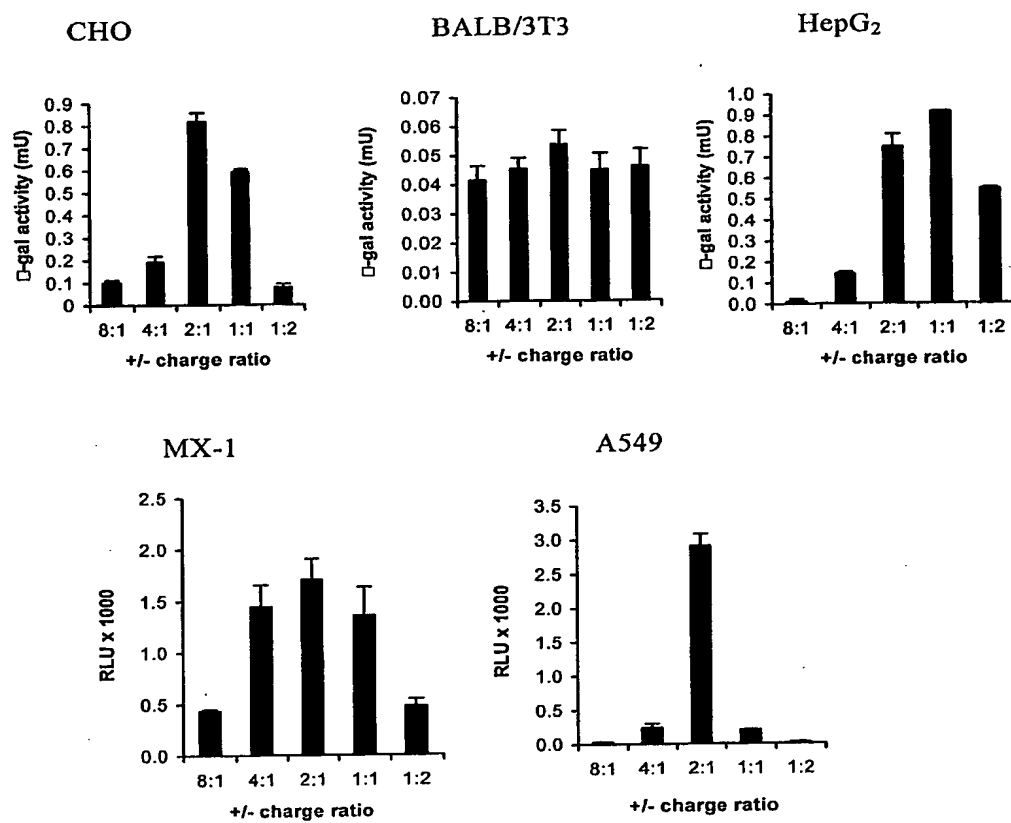 CHO
□-gal activity (mU)
0.9
0.8
0.7
0.6
0.5
0.4
0.3
0.2
0.1
0
8:1 4:1 2:1 1:1 1:2
+/- charge ratio
BALB/3T3
□-gal activity (mU)
0.07
0.06
0.05
0.04
0.03
0.02
0.01
0.00
8:1 4:1 2:1 1:1 1:2
+/- charge ratio
HepG₂
□-gal activity (mU)
1.0
0.9
0.8
0.7
0.6
0.5
0.4
0.3
0.2
0.1
0.0
8:1 4:1 2:1 1:1 1:2
+/- charge ratio
MX-1
RLU x 1000
2.5
2.0
1.5
1.0
0.5
0.0
8:1 4:1 2:1 1:1 1:2
+/- charge ratio
A549
RLU x 1000
3.5
3.0
2.5
2.0
1.5
1.0
0.5
0.0
8:1 4:1 2:1 1:1 1:2
+/- charge ratio